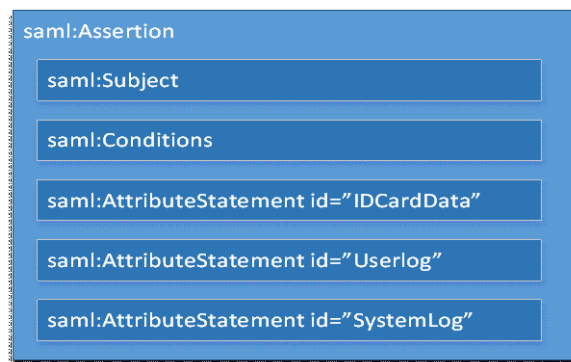 saml:Assertion
saml:Subject
saml:Conditions
saml:AttributeStatement id=”IDCardData”
saml:AttributeStatement id=”Userlog”
saml:AttributeStatement id=”SystemLog”